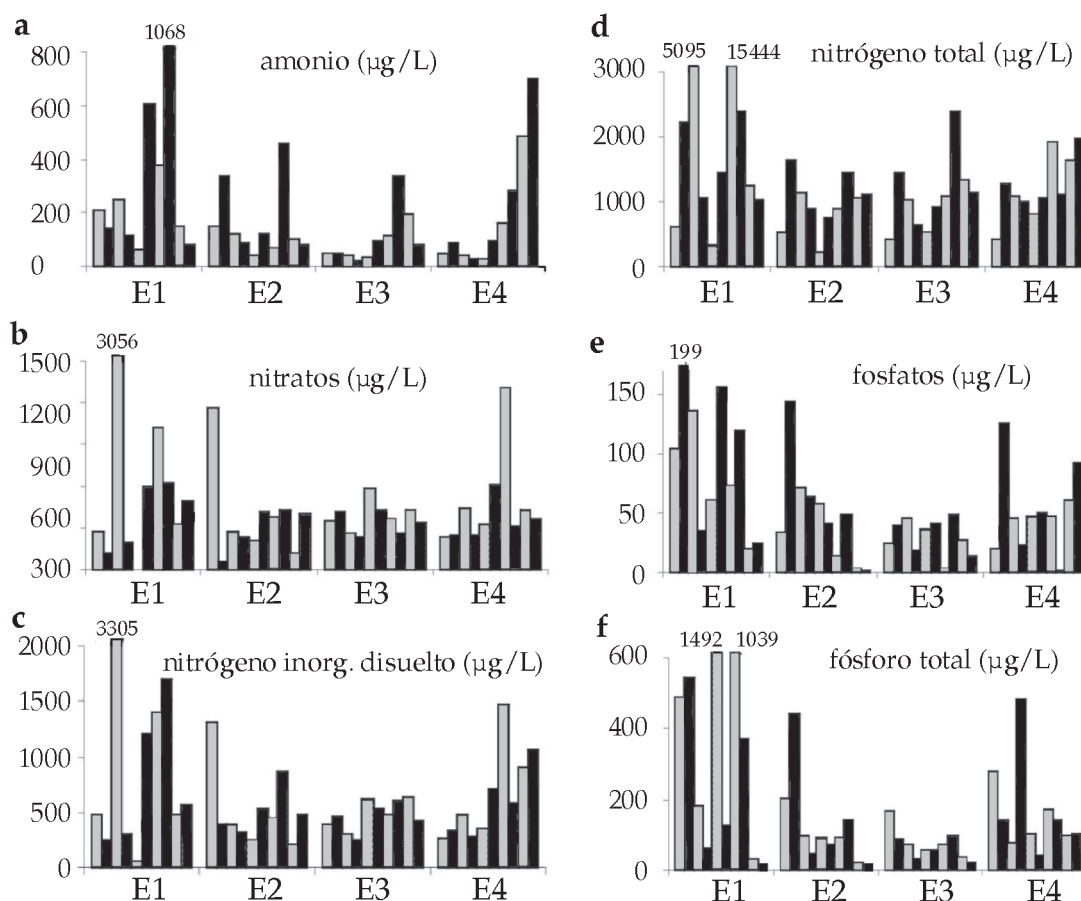 a
1068
amonio (µg/L)
800
600
400
200
0
E1 E2 E3 E4
b
3056
nitratos (µg/L)
1500
1200
900
600
300
E1 E2 E3 E4
c
3305
nitrógeno inorg. disuelto (µg/L)
2000
1500
1000
500
0
E1 E2 E3 E4
d
5095 15444
nitrógeno total (µg/L)
3000
2000
1000
0
E1 E2 E3 E4
e
199
fosfatos (µg/L)
150
100
50
0
E1 E2 E3 E4
f
1492 1039
fósforo total (µg/L)
600
400
200
0
E1 E2 E3 E4